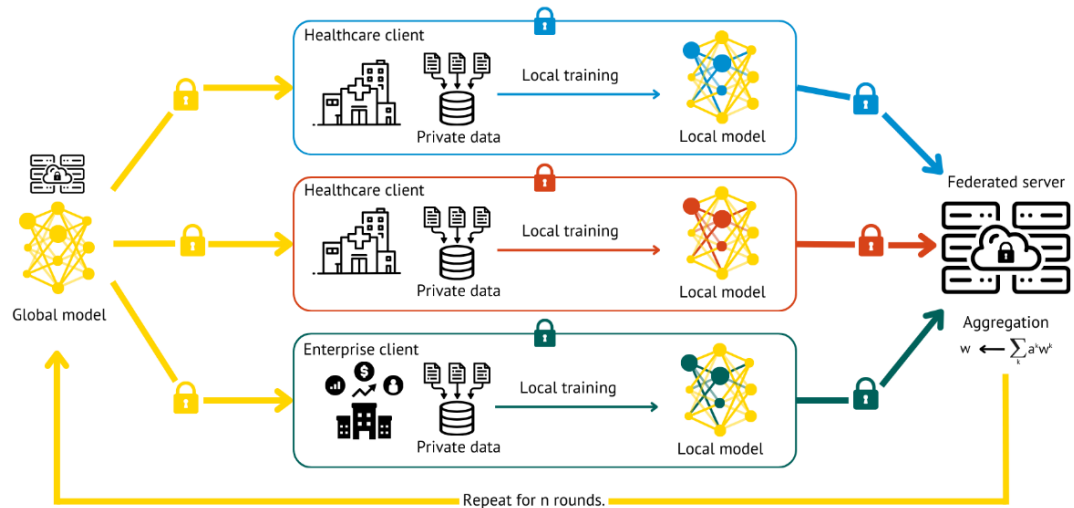 Healthcare client
Local training
Private data
Local model
Healthcare client
Local training
Private data
Local model
Enterprise client
Local training
Private data
Local model
Global model
Federated server
Aggregation
w ← ∑ₖ aᵏwᵏ
Repeat for n rounds.